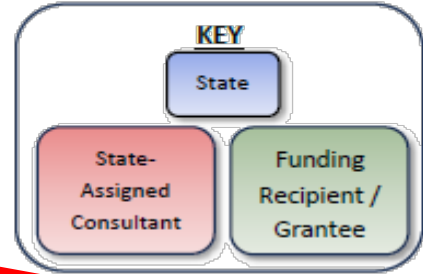 KEY
State
State-
Assigned
Consultant
Funding
Recipient /
Grantee